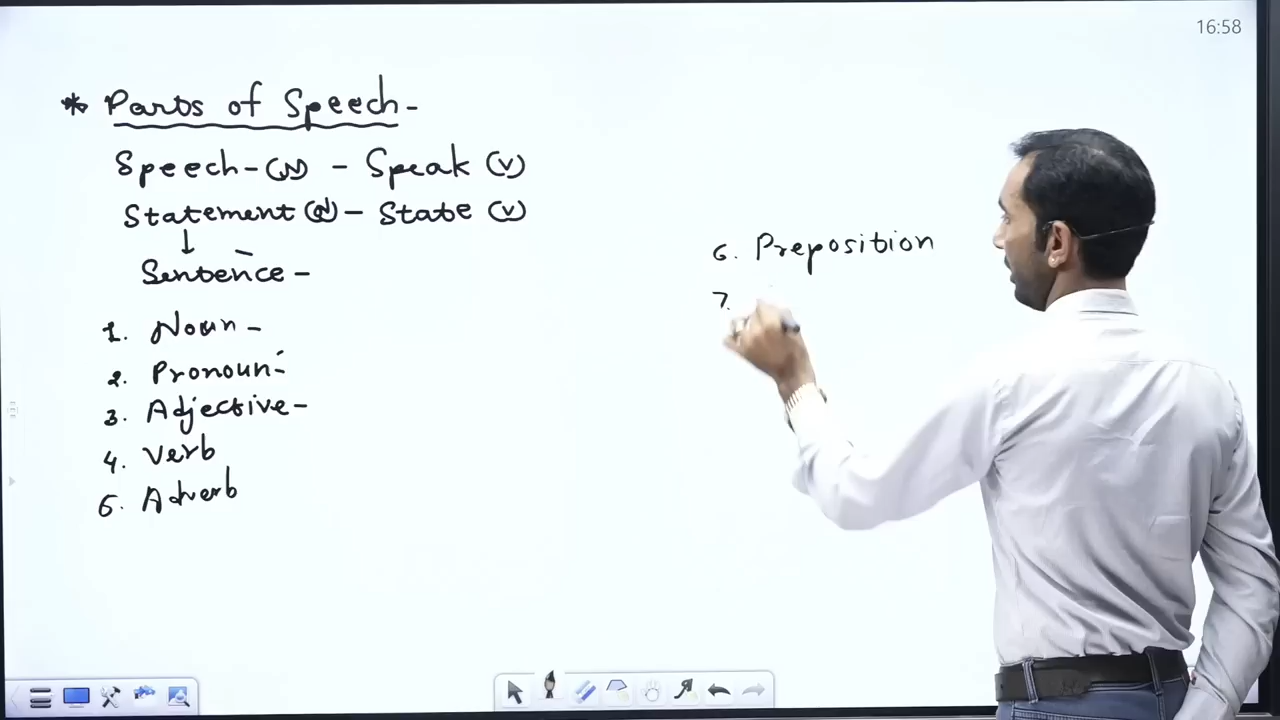 * Parts of Speech-
Speech-(N) - Speak (V)
Statement (N) - State (V)
↓
Sentence -
1. Noun -
2. Pronoun-
3. Adjective-
4. Verb
5. Adverb
16:58
6. Preposition
7.